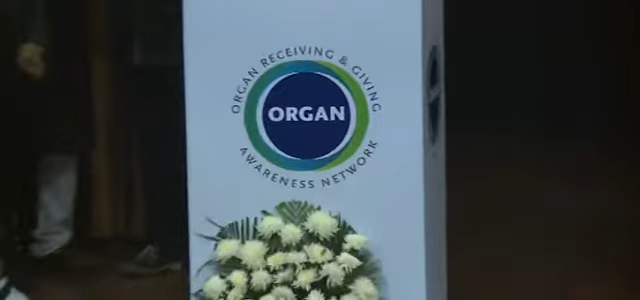 ORGAN RECEIVING & GIVING
ORGAN
AWARENESS NETWORK